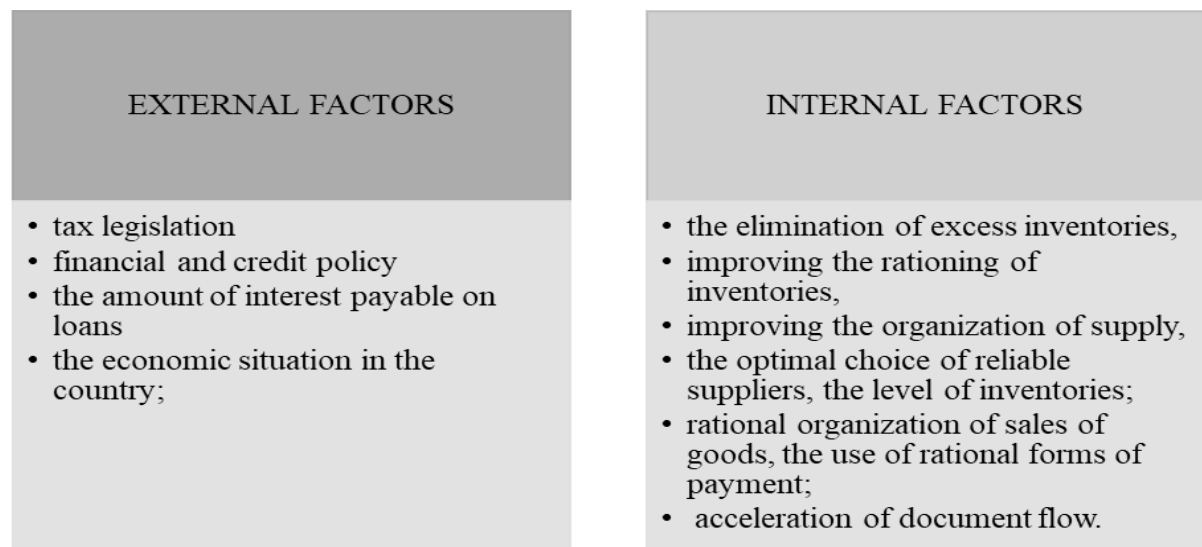 EXTERNAL FACTORS
• tax legislation
• financial and credit policy
• the amount of interest payable on
loans
• the economic situation in the
country;
INTERNAL FACTORS
• the elimination of excess inventories,
• improving the rationing of
inventories,
• improving the organization of supply,
• the optimal choice of reliable
suppliers, the level of inventories;
• rational organization of sales of
goods, the use of rational forms of
payment;
• acceleration of document flow.